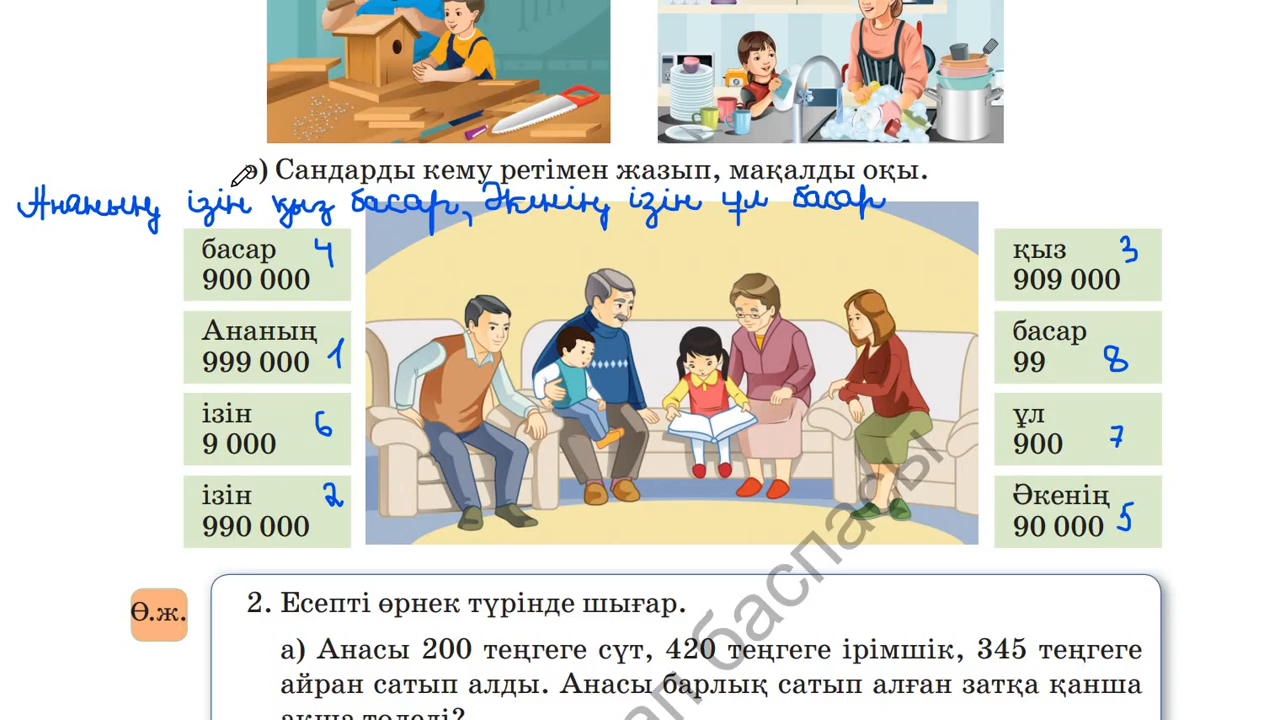 ә) Сандарды кему ретімен жазып, мақалды оқы.
Ананың ізін қыз басар, Әкенің ізін ұл басар
басар 4
900 000
Ананың
999 000 1
ізін
9 000 6
ізін 2
990 000
қыз 3
909 000
басар
99 8
ұл
900 7
Әкенің
90 000 5
Ө.ж.
2. Есепті өрнек түрінде шығар.
а) Анасы 200 теңгеге сүт, 420 теңгеге ірімшік, 345 теңгеге
айран сатып алды. Анасы барлық сатып алған затқа қанша
ақша төледі?
баспасы